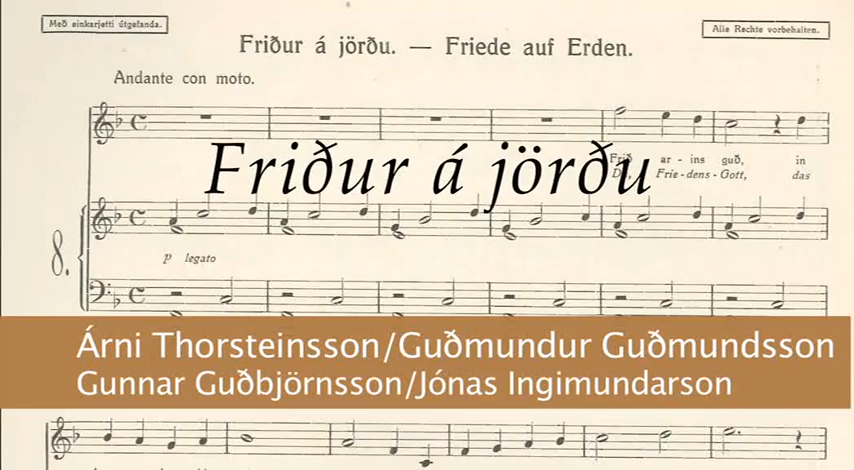 Með einkarjetti útgefanda.
Alle Rechte vorbehalten.
Friður á jörðu. — Friede auf Erden.
Andante con moto.
Friður á jörðu
ar - ins guð, in
Frie - dens - Gott, das
8.
p legato
Árni Thorsteinsson/Guðmundur Guðmundsson
Gunnar Guðbjörnsson/Jónas Ingimundarson